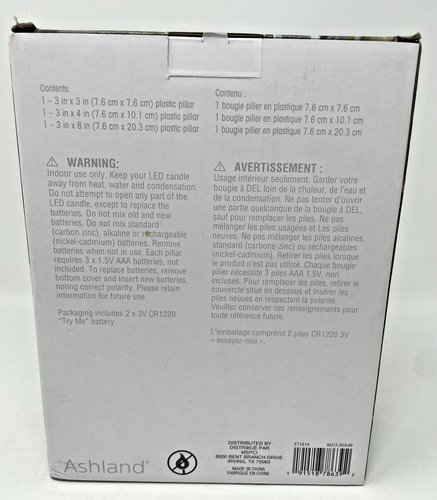 Contents:
1 – 3 in x 3 in (7.6 cm x 7.6 cm) plastic pillar
1 – 3 in x 4 in (7.6 cm x 10.1 cm) plastic pillar
1 – 3 in x 8 in (7.6 cm x 20.3 cm) plastic pillar
⚠ WARNING:
Indoor use only. Keep your LED candle
away from heat, water and condensation.
Do not attempt to open any part of the
LED candle, except to replace the
batteries. Do not mix old and new
batteries. Do not mix standard
(carbon zinc), alkaline or rechargeable
(nickel-cadmium) batteries. Remove
batteries when not in use. Each pillar
requires 3 x 1.5V AAA batteries, not
included. To replace batteries, remove
bottom cover and insert new batteries,
noting correct polarity. Please retain
information for future use.
Packaging includes 2 x 3V CR1220
"Try Me" battery.
Contenu :
1 bougie pilier en plastique 7.6 cm x 7.6 cm
1 bougie pilier en plastique 7.6 cm x 10.1 cm
1 bougie pilier en plastique 7.6 cm x 20.3 cm
⚠ AVERTISSEMENT :
Usage intérieur seulement. Garder votre
bougie à DEL loin de la chaleur, de l'eau et
de la condensation. Ne pas tenter d'ouvrir
une partie quelconque de la bougie à DEL,
sauf pour remplacer les piles. Ne pas
mélanger les piles usagées et Les piles
neuves. Ne pas mélanger les piles alcalines,
standard (carbone-zinc) ou rechargeables
(nickel-cadmium). Retirer les piles lorsque
le produit n'est pas utilisé. Chaque bougie
pilier nécessite 3 piles AAA 1.5V, non
incluses. Pour remplacer les piles, retirer le
couvercle situé en dessous et insérer les
piles neuves en respectant la polarité.
Veuillez conserver ces renseignements pour
toute référence future.
L'emballage comprend 2 piles CR1220 3V
« essayez-moi ».
Ashland®
DISTRIBUTED BY
DISTRIBUÉ PAR
MSPCI
8000 BENT BRANCH DRIVE
IRVING, TX 75063
MADE IN CHINA
FABRIQUÉ EN CHINE
571816
1 91518 78639 2